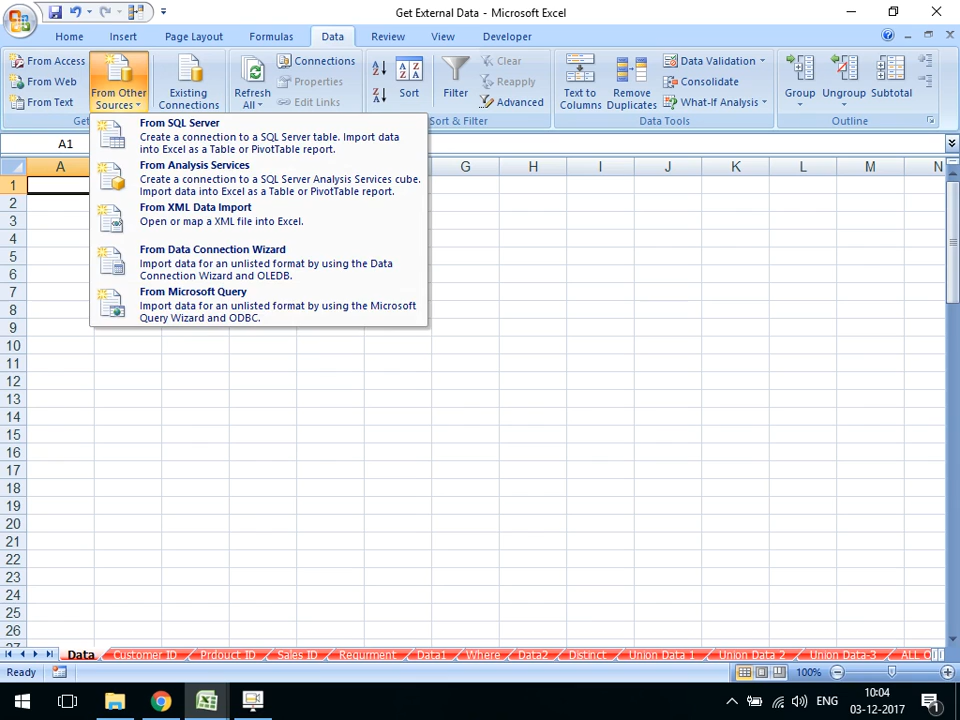 Get External Data - Microsoft Excel
Home Insert Page Layout Formulas Data Review View Developer
From Access
From Web
From Text
From Other Sources
Existing Connections
Refresh All
Connections
Properties
Edit Links
Sort
Filter
Clear
Reapply
Advanced
Text to Columns
Remove Duplicates
Data Validation
Consolidate
What-If Analysis
Group
Ungroup
Subtotal
Sort & Filter
Data Tools
Outline
A1
From SQL Server
Create a connection to a SQL Server table. Import data
into Excel as a Table or PivotTable report.
From Analysis Services
Create a connection to a SQL Server Analysis Services cube.
Import data into Excel as a Table or PivotTable report.
From XML Data Import
Open or map a XML file into Excel.
From Data Connection Wizard
Import data for an unlisted format by using the Data
Connection Wizard and OLEDB.
From Microsoft Query
Import data for an unlisted format by using the Microsoft
Query Wizard and ODBC.
A G H I J K L M N
1
2
3
4
5
6
7
8
9
10
11
12
13
14
15
16
17
18
19
20
21
22
23
24
25
26
Data Customer ID Prdouct ID Sales ID Requrment Data1 Where Data2 Distinct Union Data 1 Union Data 2 Union Data-3
Ready
100%
ENG
10:04
03-12-2017
1